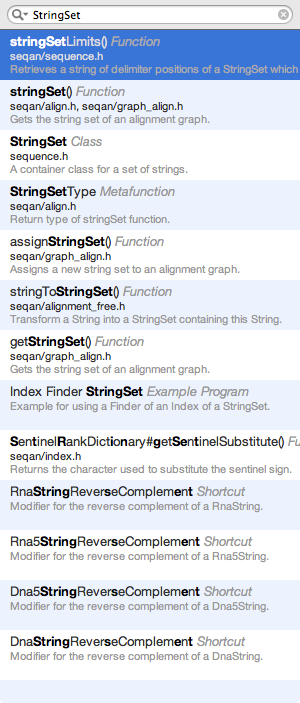 StringSet
stringSetLimits() Function
seqan/sequence.h
Retrieves a string of delimiter positions of a StringSet which
stringSet() Function
seqan/align.h, seqan/graph_align.h
Gets the string set of an alignment graph.
StringSet Class
sequence.h
A container class for a set of strings.
StringSetType Metafunction
seqan/align.h
Return type of stringSet function.
assignStringSet() Function
seqan/graph_align.h
Assigns a new string set to an alignment graph.
stringToStringSet() Function
seqan/alignment_free.h
Transform a String into a StringSet containing this String.
getStringSet() Function
seqan/graph_align.h
Gets the string set of an alignment graph.
Index Finder StringSet Example Program
Example for using a Finder of an Index of a StringSet.
SentinelRankDictionary#getSentinelSubstitute() Fu
seqan/index.h
Returns the character used to substitute the sentinel sign.
RnaStringReverseComplement Shortcut
Modifier for the reverse complement of a RnaString.
Rna5StringReverseComplement Shortcut
Modifier for the reverse complement of a Rna5String.
Dna5StringReverseComplement Shortcut
Modifier for the reverse complement of a Dna5String.
DnaStringReverseComplement Shortcut
Modifier for the reverse complement of a DnaString.